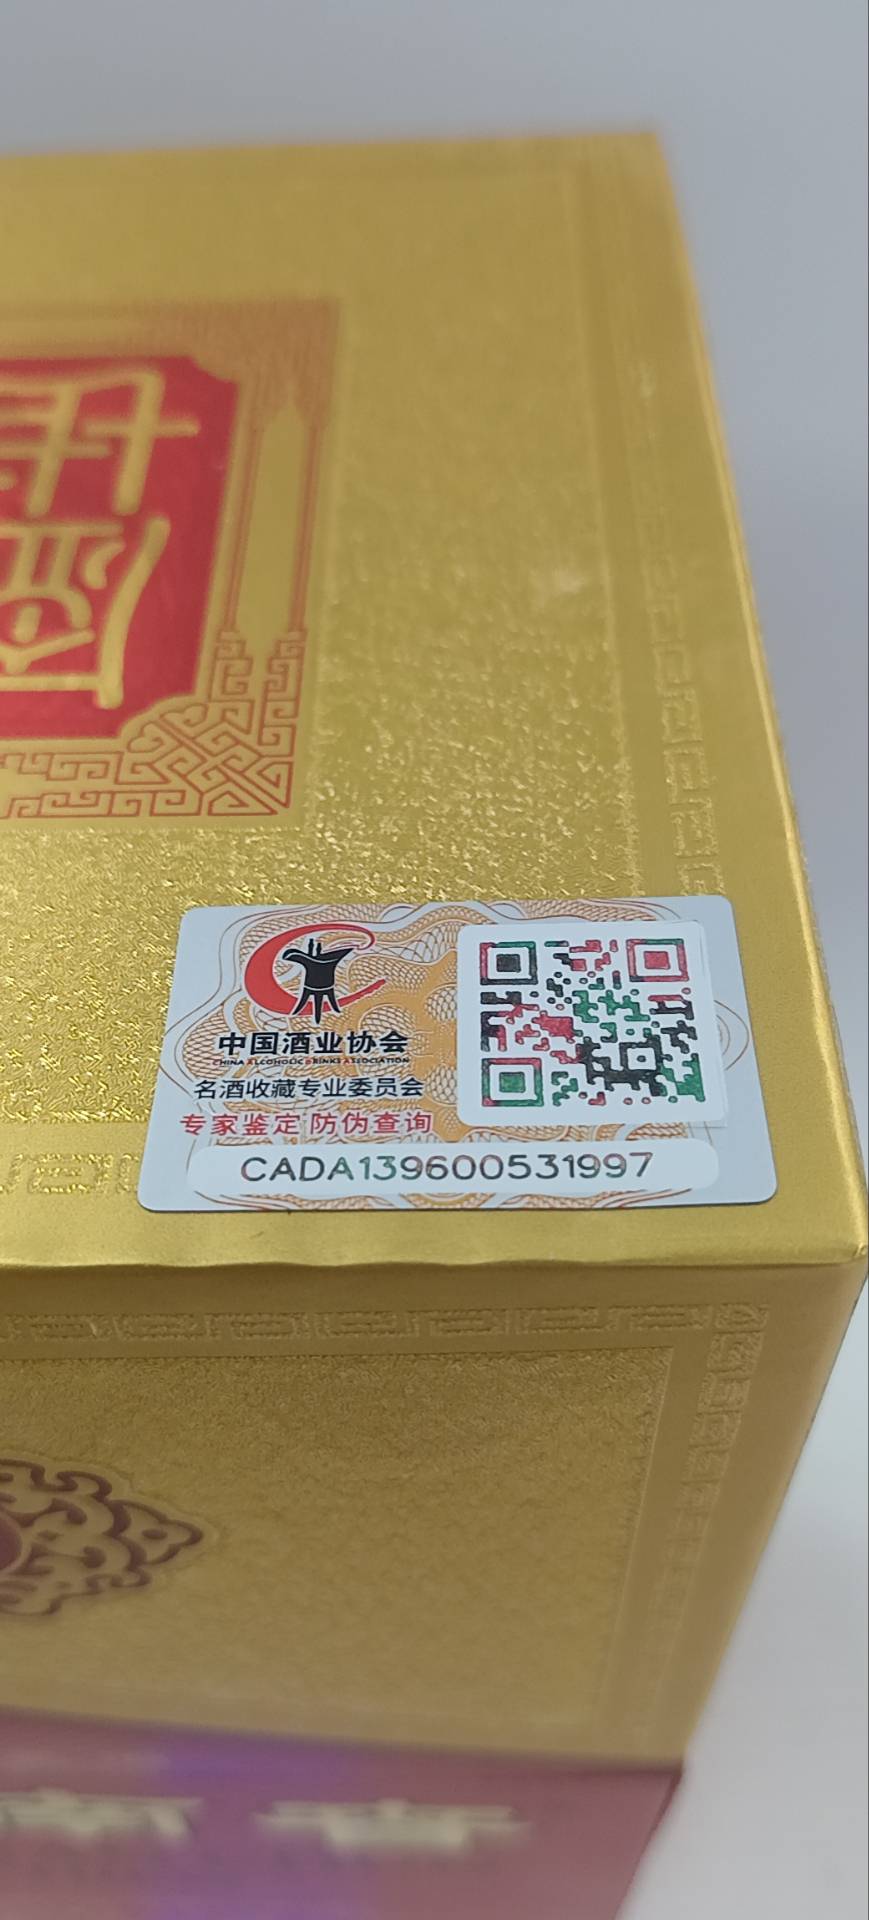 中国酒业协会
CHINA ALCOHOLIC DRINKS ASSOCIATION
名酒收藏专业委员会
专家鉴定 防伪查询
CADA139600531997